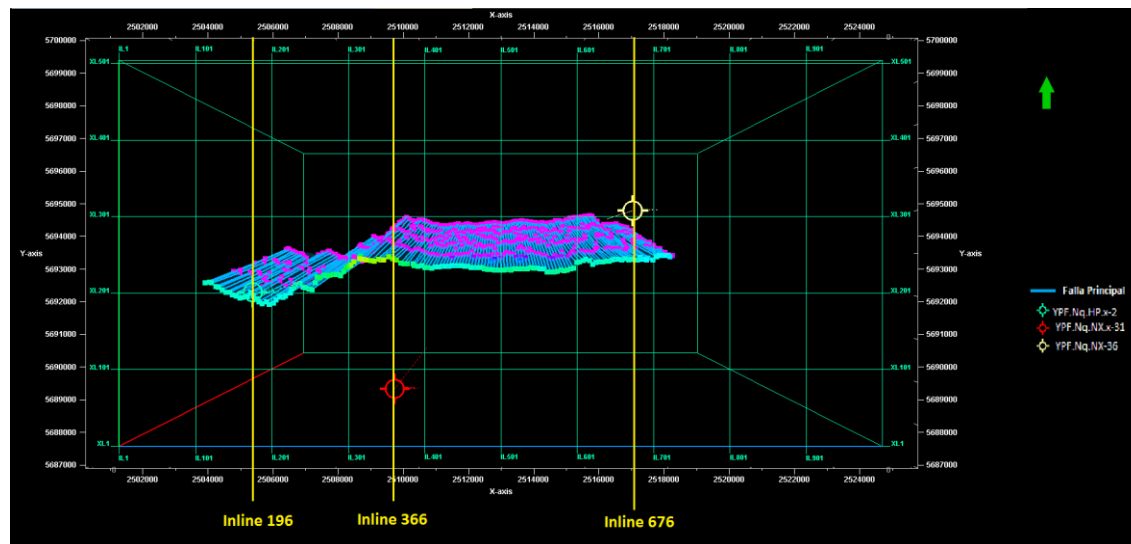 X-axis
2502000 2504000 2506000 2508000 2510000 2512000 2514000 2516000 2518000 2520000 2522000 2524000
5700000 IL.1 IL.101 IL.201 IL.301 IL.401 IL.501 IL.601 IL.701 IL.801 IL.901 5700000
XL501 XL501
5699000 5699000
5698000 5698000
XL.401 XL.401
5697000 5697000
5696000 5696000
5695000 5695000
XL.301 XL.301
5694000 5694000
Y-axis Y-axis
5693000 5693000
XL.201 XL.201
5692000 5692000
Falla Principal
5691000 5691000
YPF.Nq.HP.x-2
YPF.Nq.NX.x-31
YPF.Nq.NX-36
5690000 5690000
XL.101 XL.101
5689000 5689000
5688000 5688000
XL.1 XL.1
5687000 IL.1 IL.101 IL.201 IL.301 IL.401 IL.501 IL.601 IL.701 IL.801 IL.901 5687000
2502000 2504000 2506000 2508000 2510000 2512000 2514000 2516000 2518000 2520000 2522000 2524000
X-axis
Inline 196 Inline 366 Inline 676